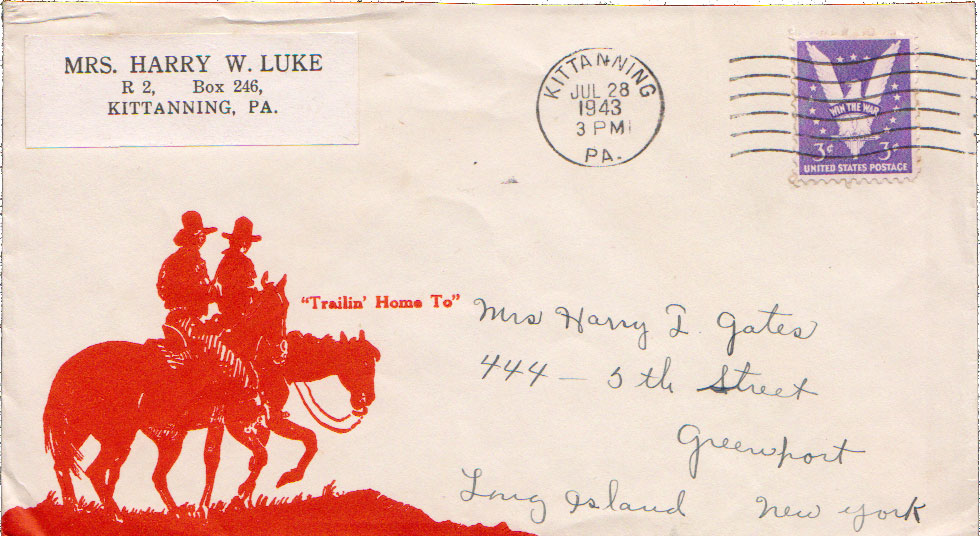 MRS. HARRY W. LUKE
R 2, Box 246,
KITTANNING, PA.
KITTANNING
JUL 28
1943
3 PM
PA.
WIN THE WAR
3¢ 3¢
UNITED STATES POSTAGE
"Trailin' Home To"
Mrs Harry I. Gates
444 — 5th Street
Greenport
Long Island New York